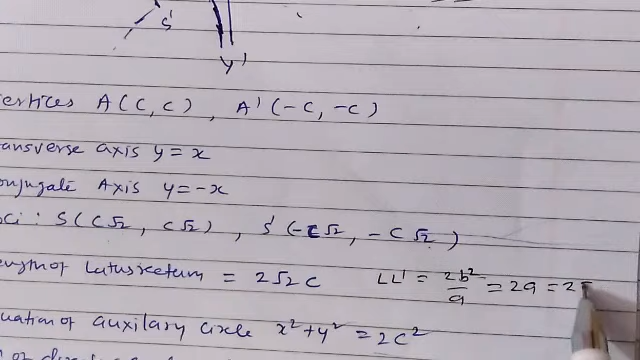 S'
Y'
ertices A(C, C) , A' (-C, -C)
ansverse axis y = x
onjugate Axis y = -x
oci : S(C√2, C√2) , S' (-C√2, -C√2)
ength of Latusrectum = 2√2 C LL' = 2b²/a = 2a = 2
uation of auxilary circle x² + y² = 2c²